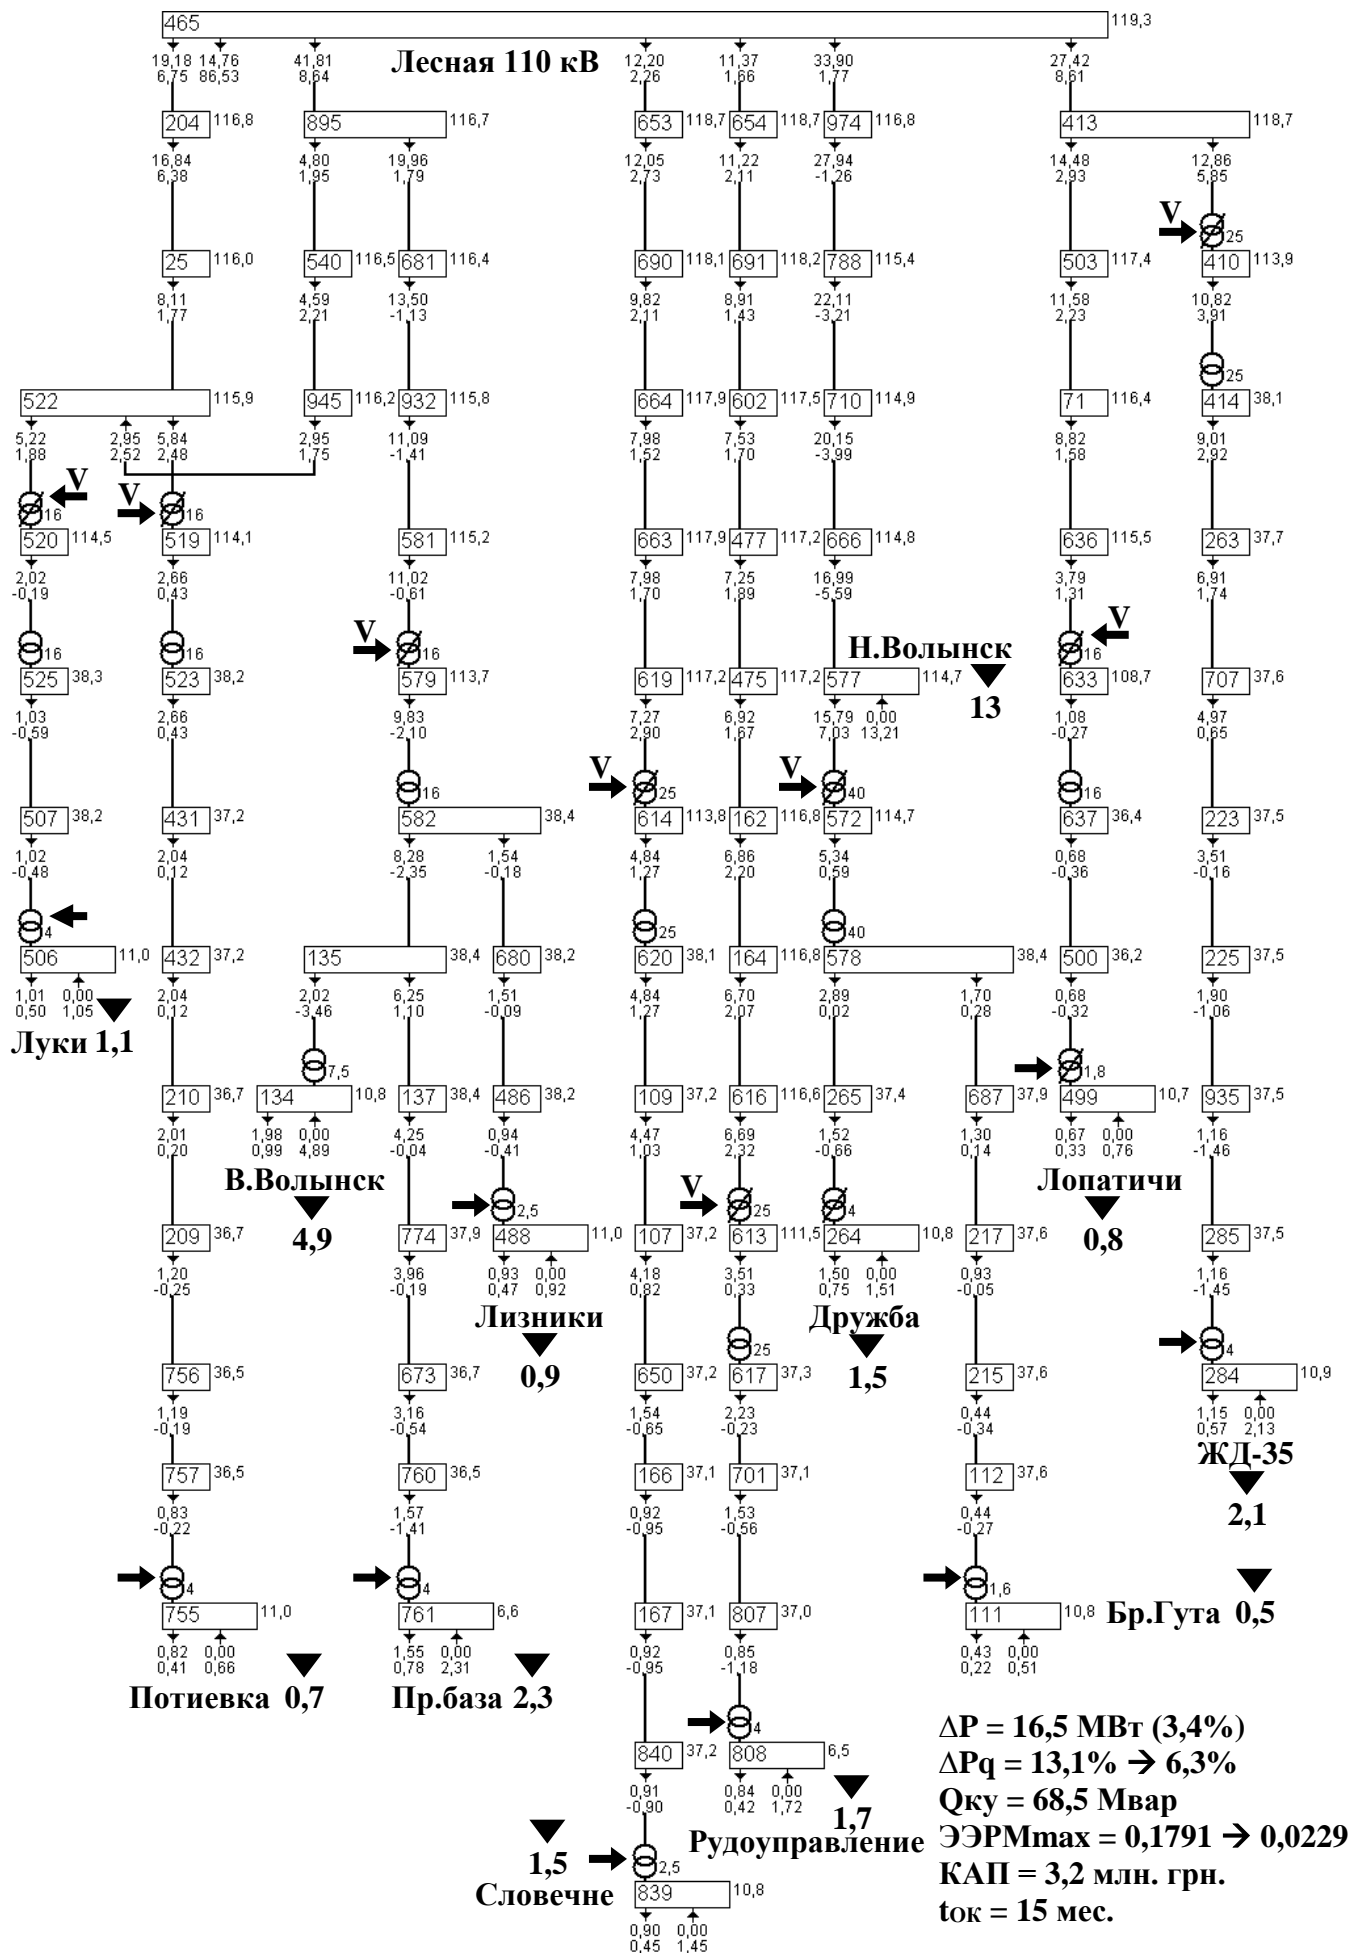 465 119,3
19,18 14,76 41,81 Лесная 110 кВ 12,20 11,37 33,90 27,42
6,75 86,53 8,64 2,26 1,66 1,77 8,61
204 116,8 895 116,7 653 118,7 654 118,7 974 116,8 413 118,7
16,84 4,80 19,96 12,05 11,22 27,94 14,48 12,86
6,38 1,95 1,79 2,73 2,11 -1,26 2,93 5,85
V
25
25 116,0 540 116,5 681 116,4 690 118,1 691 118,2 788 115,4 503 117,4 410 113,9
8,11 4,59 13,50 9,82 8,91 22,11 11,58 10,82
1,77 2,21 -1,13 2,11 1,43 -3,21 2,23 3,91
25
522 115,9 945 116,2 932 115,8 664 117,9 602 117,5 710 114,9 71 116,4 414 38,1
5,22 2,95 5,84 2,95 11,09 7,98 7,53 20,15 8,82 9,01
1,88 2,52 2,48 1,75 -1,41 1,52 1,70 -3,99 1,58 2,92
V V
16 16
520 114,5 519 114,1 581 115,2 663 117,9 477 117,2 666 114,8 636 115,5 263 37,7
2,02 2,66 11,02 7,98 7,25 16,99 3,79 6,91
-0,19 0,43 -0,61 1,70 1,89 -5,59 1,31 1,74
V V
16 16 16 Н.Волынск 16
525 38,3 523 38,2 579 113,7 619 117,2 475 117,2 577 114,7 633 108,7 707 37,6
13
1,03 2,66 9,83 7,27 6,92 15,79 0,00 1,08 4,97
-0,59 0,43 -2,10 2,90 1,67 7,03 13,21 -0,27 0,65
V V
16 25 40 16
507 38,2 431 37,2 582 38,4 614 113,8 162 116,8 572 114,7 637 36,4 223 37,5
1,02 2,04 8,28 1,54 4,84 6,86 5,34 0,68 3,51
-0,48 0,12 -2,35 -0,18 1,27 2,20 0,59 -0,36 -0,16
4 25 40
506 11,0 432 37,2 135 38,4 680 38,2 620 38,1 164 116,8 578 38,4 500 36,2 225 37,5
1,01 0,00 2,04 2,02 6,25 1,51 4,84 6,70 2,89 1,70 0,68 1,90
0,50 1,05 0,12 -3,46 1,10 -0,09 1,27 2,07 0,02 0,28 -0,32 -1,06
Луки 1,1
7,5 1,8
210 36,7 134 10,8 137 38,4 486 38,2 109 37,2 616 116,6 265 37,4 687 37,9 499 10,7 935 37,5
2,01 1,98 0,00 4,25 0,94 4,47 6,69 1,52 1,30 0,67 0,00 1,16
0,20 0,99 4,89 -0,04 -0,41 1,03 2,32 -0,66 0,14 0,33 0,76 -1,46
В.Волынск V Лопатичи
2,5 25 4
209 36,7 4,9 774 37,9 488 11,0 107 37,2 613 111,5 264 10,8 217 37,6 0,8 285 37,5
1,20 3,96 0,93 0,00 4,18 3,51 1,50 0,00 0,93 1,16
-0,25 -0,19 0,47 0,92 0,82 0,33 0,75 1,51 -0,05 -1,45
Лизники Дружба
25 4
756 36,5 673 36,7 0,9 650 37,2 617 37,3 1,5 215 37,6 284 10,9
1,19 3,16 1,54 2,23 0,44 1,15 0,00
-0,19 -0,54 -0,65 -0,23 -0,34 0,57 2,13
ЖД-35
757 36,5 760 36,5 166 37,1 701 37,1 112 37,6
2,1
0,83 1,57 0,92 1,53 0,44
-0,22 -1,41 -0,95 -0,56 -0,27
4 4 1,6
755 11,0 761 6,6 167 37,1 807 37,0 111 10,8 Бр.Гута 0,5
0,82 0,00 1,55 0,00 0,92 0,85 0,43 0,00
0,41 0,66 0,78 2,31 -0,95 -1,18 0,22 0,51
Потиевка 0,7 Пр.база 2,3
4 ΔP = 16,5 МВт (3,4%)
840 37,2 808 6,5 ΔPq = 13,1% → 6,3%
0,91 0,84 0,00 Qку = 68,5 Мвар
-0,90 0,42 1,72 1,7
Рудоуправление ЭЭРМmax = 0,1791 → 0,0229
1,5 2,5 КАП = 3,2 млн. грн.
Словечне 839 10,8 tок = 15 мес.
0,90 0,00
0,45 1,45